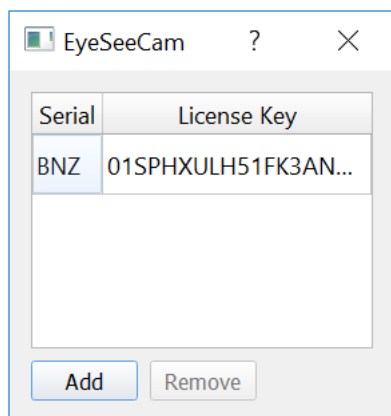 EyeSeeCam ?
Serial License Key
BNZ 01SPHXULH51FK3AN...
Add Remove